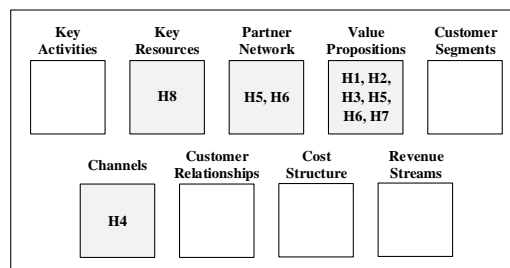 Key
Activities
Key
Resources
Partner
Network
Value
Propositions
Customer
Segments
H8
H5, H6
H1, H2,
H3, H5,
H6, H7
Channels
Customer
Relationships
Cost
Structure
Revenue
Streams
H4